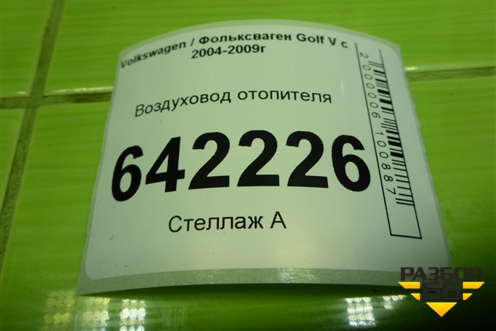 Volkswagen / Фольксваген Golf V с
2004-2009г
Воздуховод отопителя
642226
Стеллаж А
2000006100887
РАЗБОР